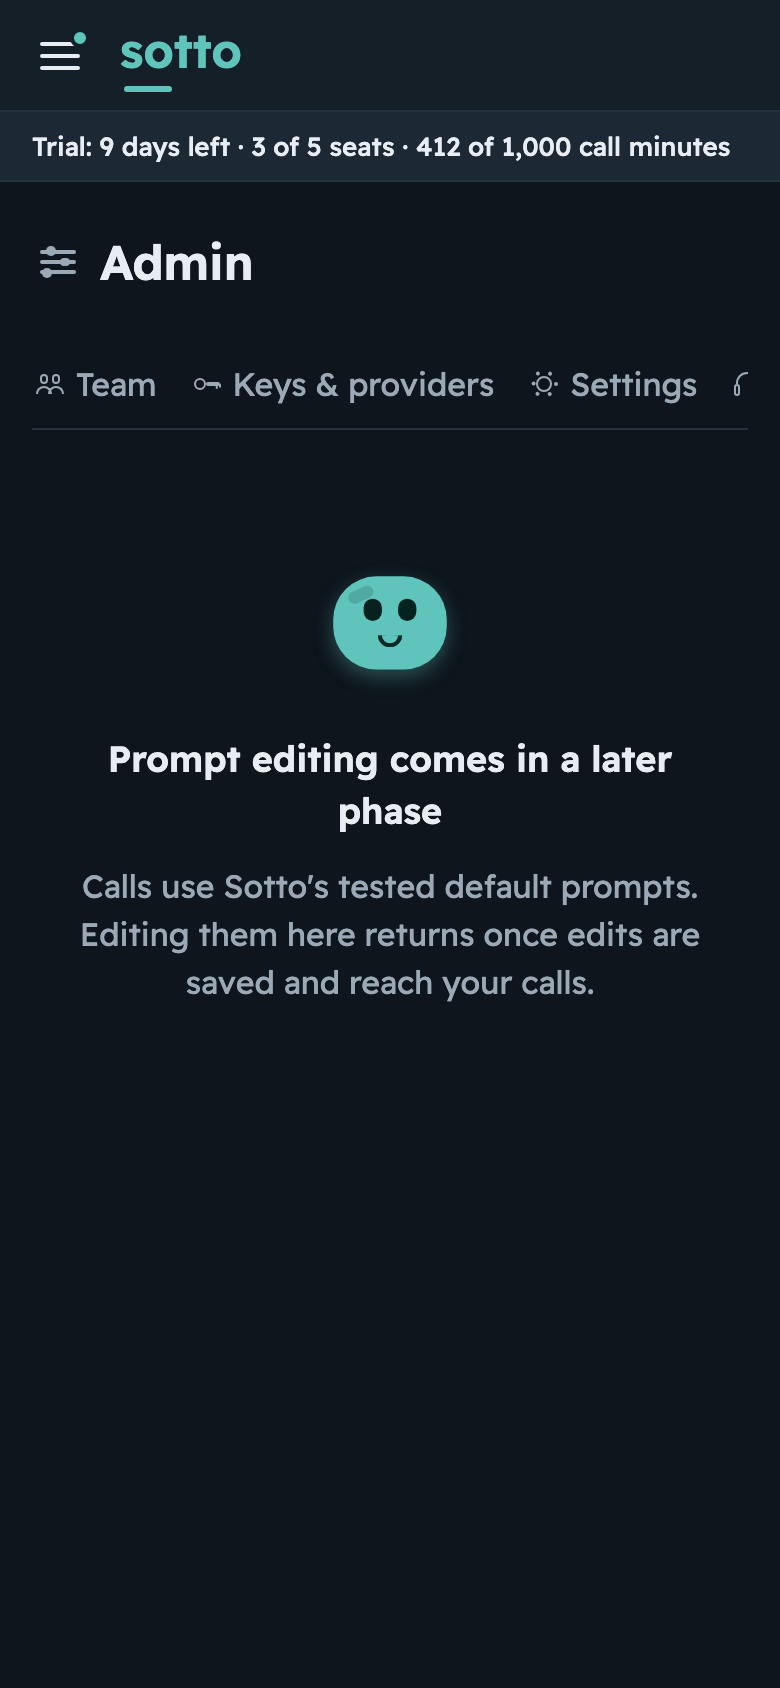 sotto
Trial: 9 days left · 3 of 5 seats · 412 of 1,000 call minutes
Admin
Team Keys & providers Settings
Prompt editing comes in a later
phase
Calls use Sotto's tested default prompts.
Editing them here returns once edits are
saved and reach your calls.